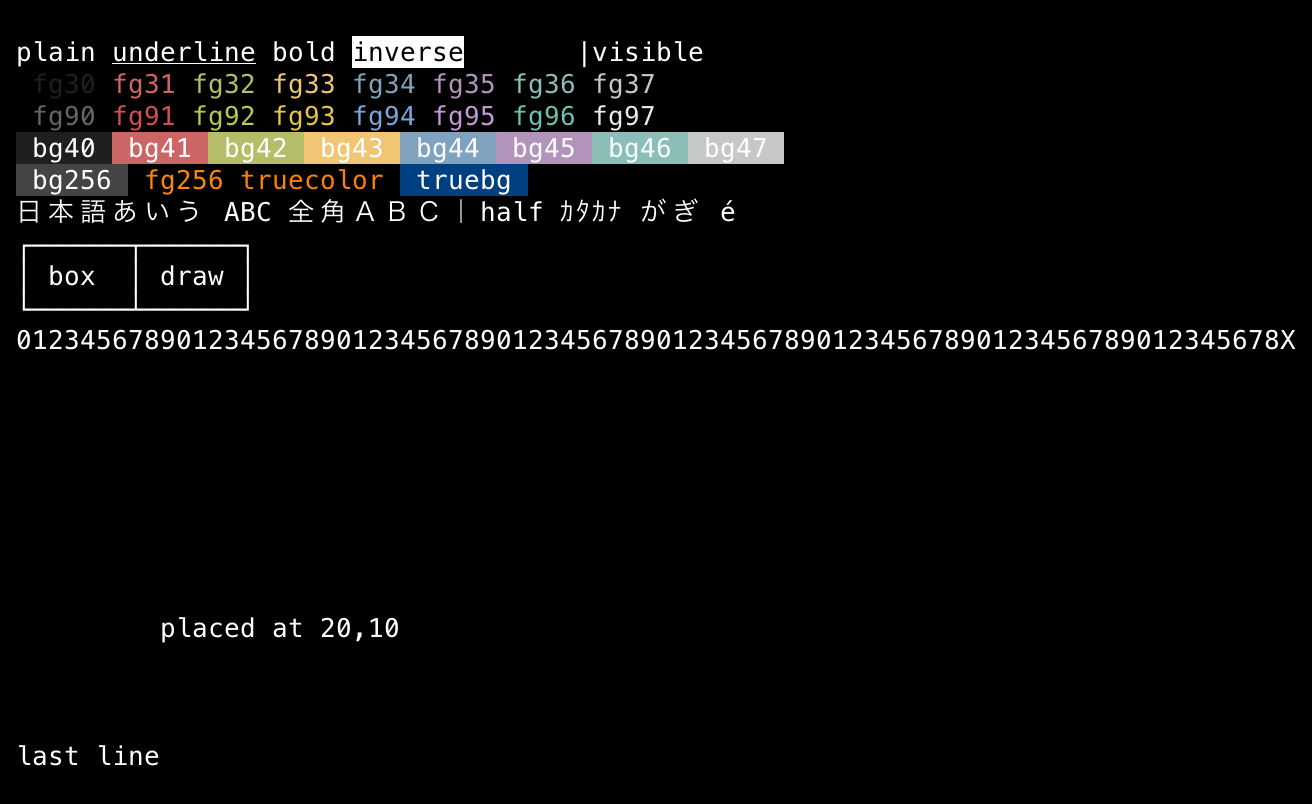 plain underline bold inverse       |visible
 fg30 fg31 fg32 fg33 fg34 fg35 fg36 fg37
 fg90 fg91 fg92 fg93 fg94 fg95 fg96 fg97
 bg40  bg41  bg42  bg43  bg44  bg45  bg46  bg47
 bg256  fg256 truecolor  truebg
日本語あいう ABC 全角ＡＢＣ｜half ｶﾀｶﾅ がぎ é
box draw
0123456789012345678901234567890123456789012345678901234567890123456789012345678X
placed at 20,10
last line